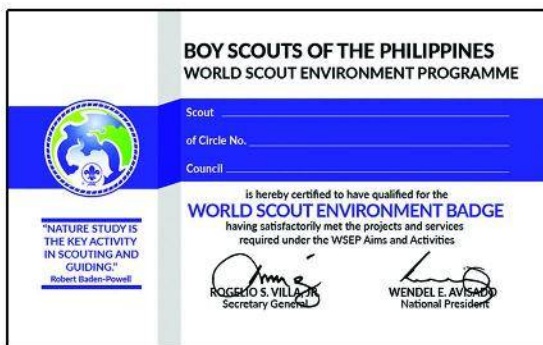 BOY SCOUTS OF THE PHILIPPINES
WORLD SCOUT ENVIRONMENT PROGRAMME
Scout
of Circle No.
Council
is hereby certified to have qualified for the
WORLD SCOUT ENVIRONMENT BADGE
having satisfactorily met the projects and services
required under the WSEP Aims and Activities
"NATURE STUDY IS
THE KEY ACTIVITY
IN SCOUTING AND
GUIDING."
Robert Baden-Powell
ROGELIO S. VILLA, JR.
Secretary General
WENDEL E. AVISADO
National President